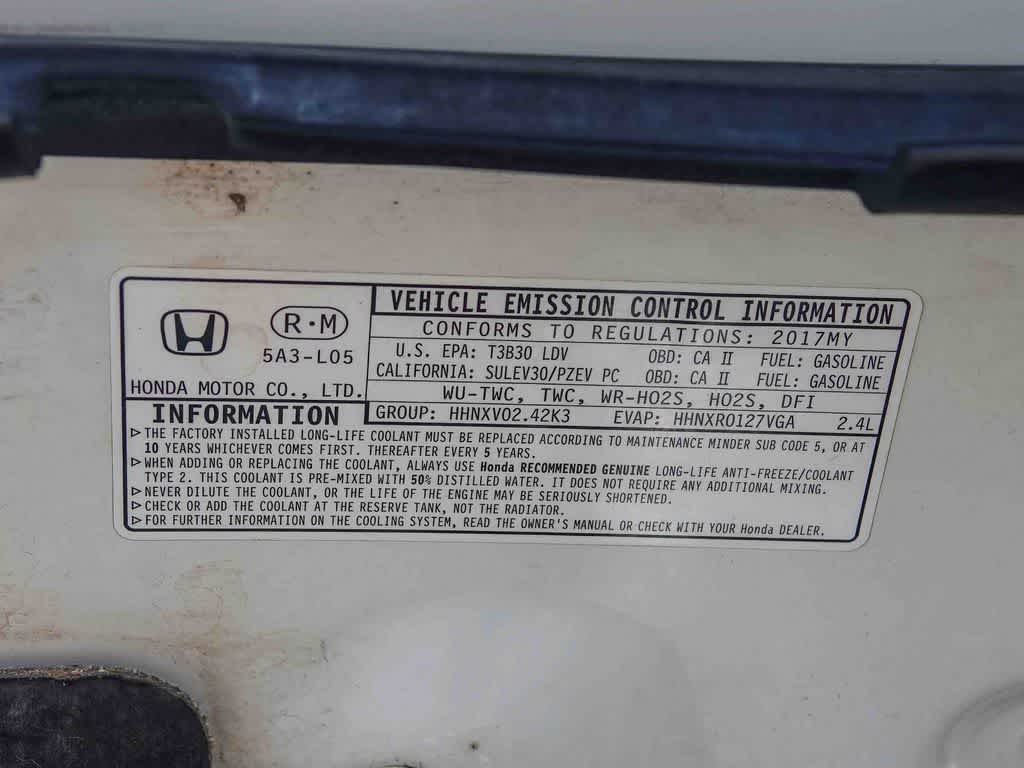 VEHICLE EMISSION CONTROL INFORMATION
R·M
CONFORMS TO REGULATIONS: 2017MY
5A3-L05
U.S. EPA: T3B30 LDV OBD: CA II FUEL: GASOLINE
CALIFORNIA: SULEV30/PZEV PC OBD: CA II FUEL: GASOLINE
HONDA MOTOR CO., LTD.
WU-TWC, TWC, WR-HO2S, HO2S, DFI
GROUP: HHNXV02.42K3 EVAP: HHNXR0127VGA 2.4L
INFORMATION
▷THE FACTORY INSTALLED LONG-LIFE COOLANT MUST BE REPLACED ACCORDING TO MAINTENANCE MINDER SUB CODE 5, OR AT
10 YEARS WHICHEVER COMES FIRST. THEREAFTER EVERY 5 YEARS.
▷WHEN ADDING OR REPLACING THE COOLANT, ALWAYS USE Honda RECOMMENDED GENUINE LONG-LIFE ANTI-FREEZE/COOLANT
TYPE 2. THIS COOLANT IS PRE-MIXED WITH 50% DISTILLED WATER. IT DOES NOT REQUIRE ANY ADDITIONAL MIXING.
▷NEVER DILUTE THE COOLANT, OR THE LIFE OF THE ENGINE MAY BE SERIOUSLY SHORTENED.
▷CHECK OR ADD THE COOLANT AT THE RESERVE TANK, NOT THE RADIATOR.
▷FOR FURTHER INFORMATION ON THE COOLING SYSTEM, READ THE OWNER'S MANUAL OR CHECK WITH YOUR Honda DEALER.